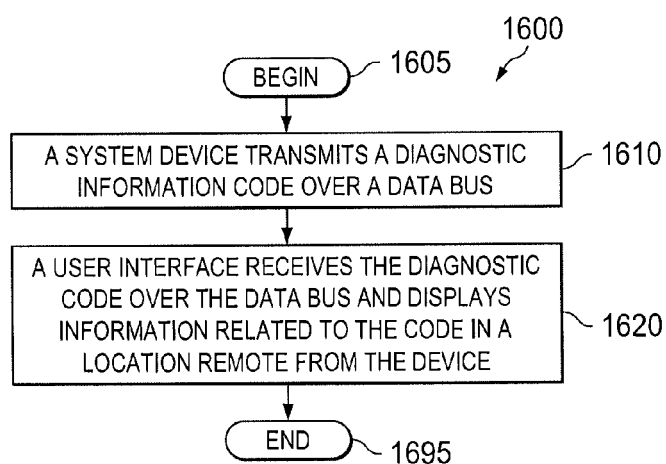 1600
BEGIN
1605
A SYSTEM DEVICE TRANSMITS A DIAGNOSTIC
INFORMATION CODE OVER A DATA BUS
1610
A USER INTERFACE RECEIVES THE DIAGNOSTIC
CODE OVER THE DATA BUS AND DISPLAYS
INFORMATION RELATED TO THE CODE IN A
LOCATION REMOTE FROM THE DEVICE
1620
END
1695